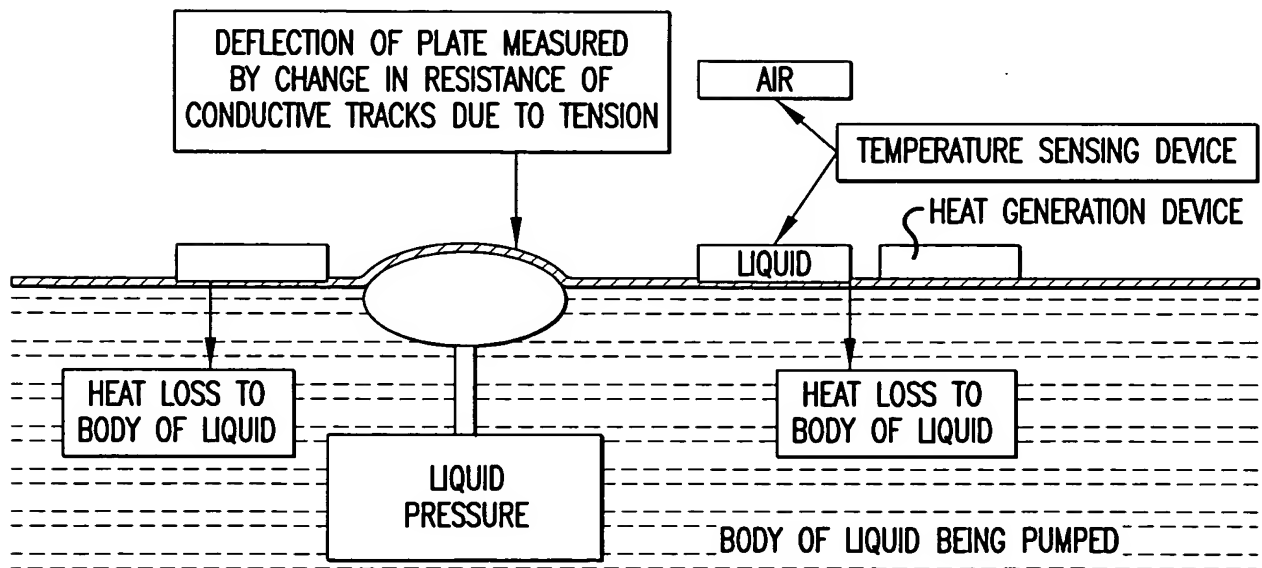 DEFLECTION OF PLATE MEASURED
BY CHANGE IN RESISTANCE OF
CONDUCTIVE TRACKS DUE TO TENSION
AIR
TEMPERATURE SENSING DEVICE
HEAT GENERATION DEVICE
LIQUID
HEAT LOSS TO
BODY OF LIQUID
HEAT LOSS TO
BODY OF LIQUID
LIQUID
PRESSURE
BODY OF LIQUID BEING PUMPED